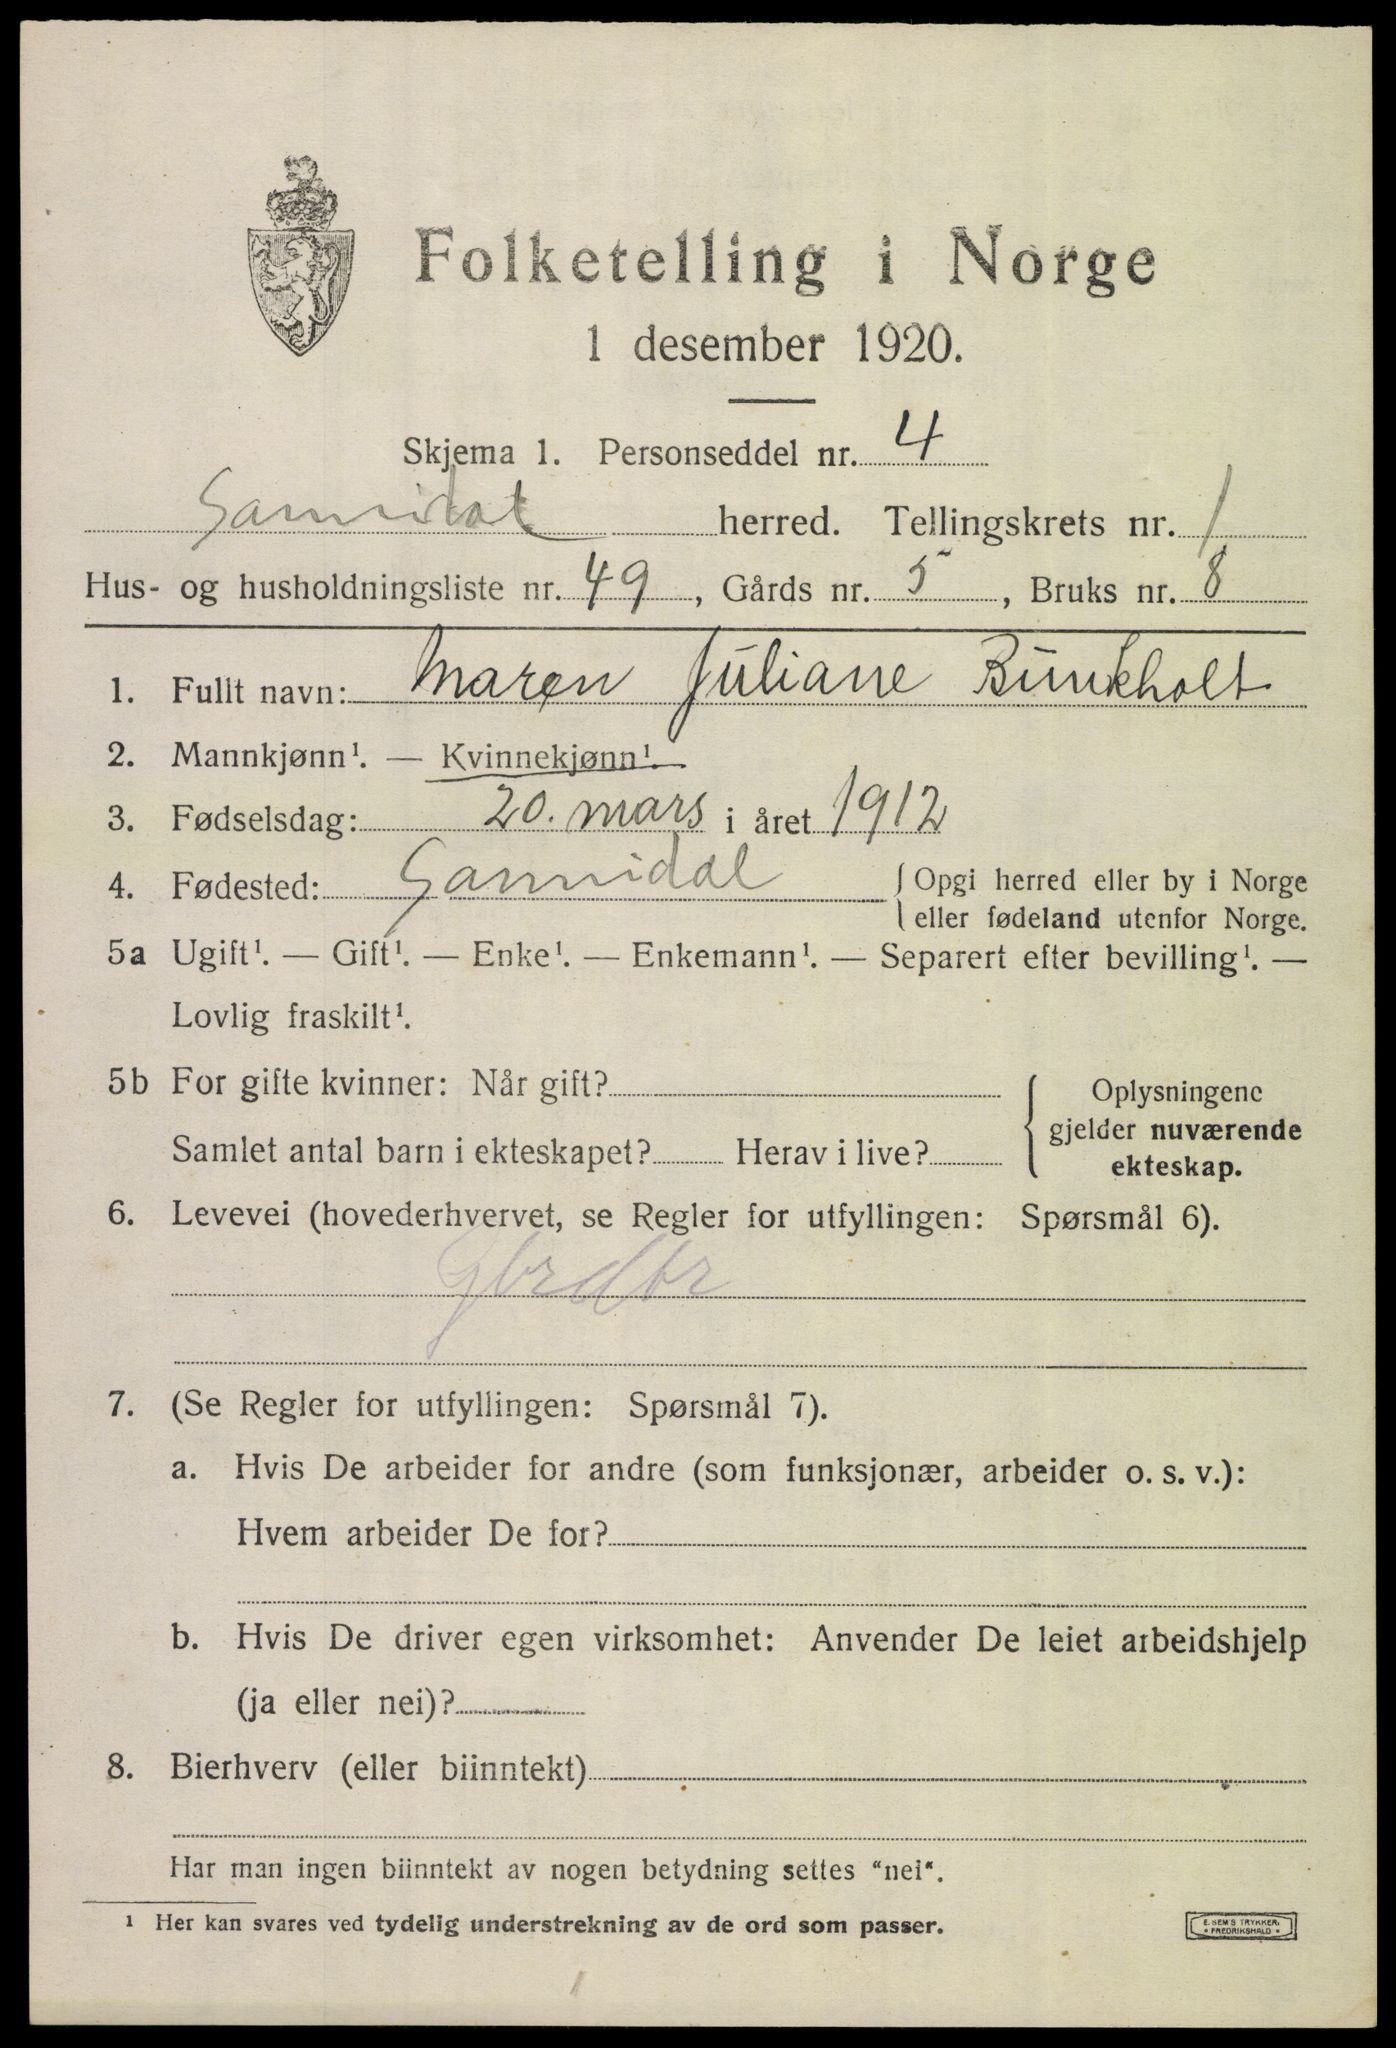 Folketelling i Norge
1 desember 1920.
Skjema 1. Personseddel nr. 4
Sannidal herred. Tellingskrets nr. 1
Hus- og husholdningsliste nr. 49, Gårds nr. 5, Bruks nr. 8
1. Fullt navn: Maren Juliane Bunkholt
2. Mannkjønn¹. — Kvinnekjønn¹.
3. Fødselsdag: 20. mars i året 1912
4. Fødested: Sannidal { Opgi herred eller by i Norge
eller fødeland utenfor Norge.
5a Ugift¹. — Gift¹. — Enke¹. — Enkemann¹. — Separert efter bevilling¹. —
Lovlig fraskilt¹.
5b For gifte kvinner: Når gift?
Samlet antal barn i ekteskapet? Herav i live?
{ Oplysningene
gjelder nuværende
ekteskap.
6. Levevei (hovederhvervet, se Regler for utfyllingen: Spørsmål 6).
Gbrdtr
7. (Se Regler for utfyllingen: Spørsmål 7).
a. Hvis De arbeider for andre (som funksjonær, arbeider o. s. v.):
Hvem arbeider De for?
b. Hvis De driver egen virksomhet: Anvender De leiet arbeidshjelp
(ja eller nei)?
8. Bierhverv (eller biinntekt)
Har man ingen biinntekt av nogen betydning settes "nei".
¹ Her kan svares ved tydelig understrekning av de ord som passer.
E. SEM'S TRYKKERI
• FREDRIKSHALD •